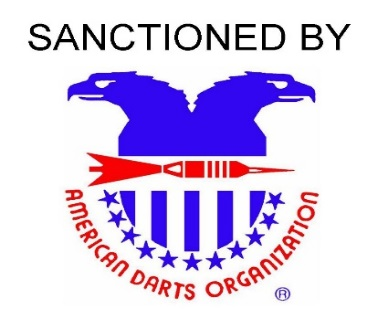 SANCTIONED BY
AMERICAN DARTS ORGANIZATION
®